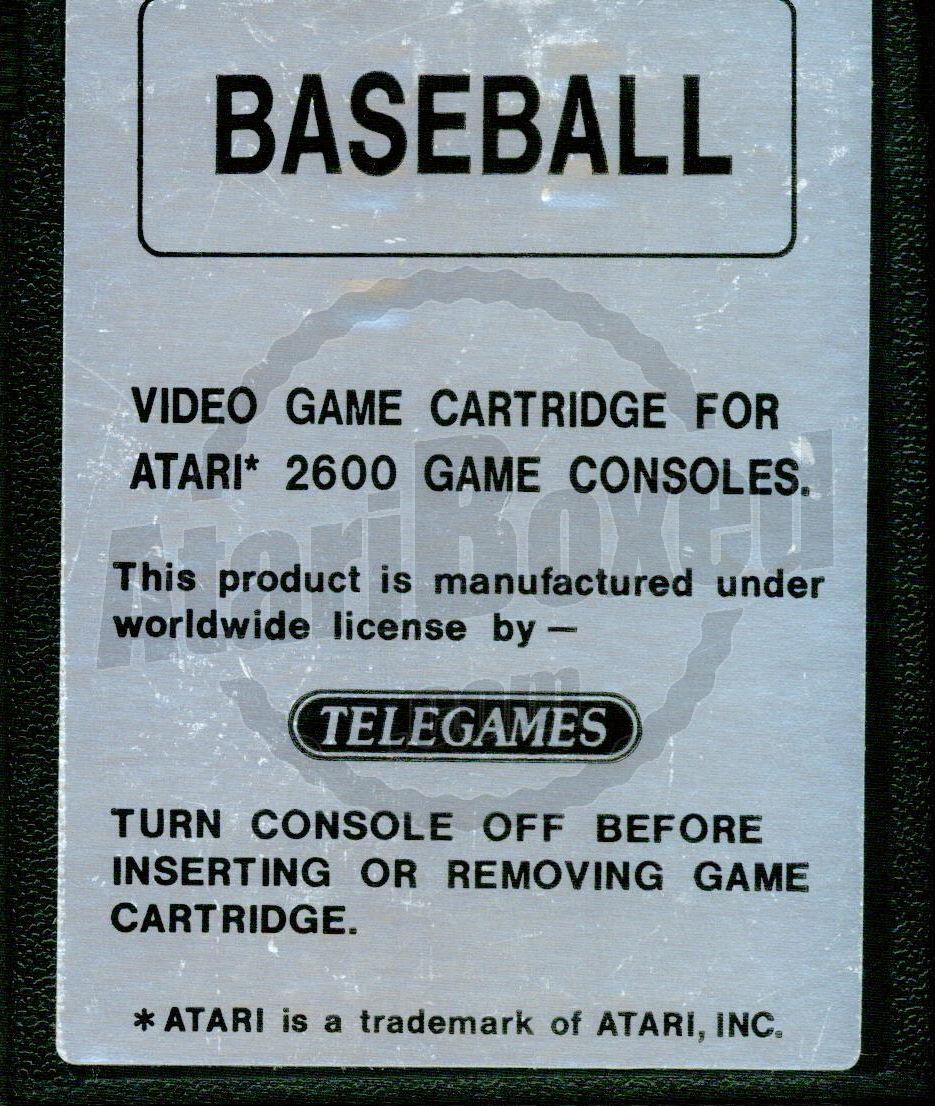 BASEBALL
VIDEO GAME CARTRIDGE FOR
ATARI* 2600 GAME CONSOLES.
AtariBoxed
.com
This product is manufactured under
worldwide license by —
TELEGAMES
TURN CONSOLE OFF BEFORE
INSERTING OR REMOVING GAME
CARTRIDGE.
* ATARI is a trademark of ATARI, INC.